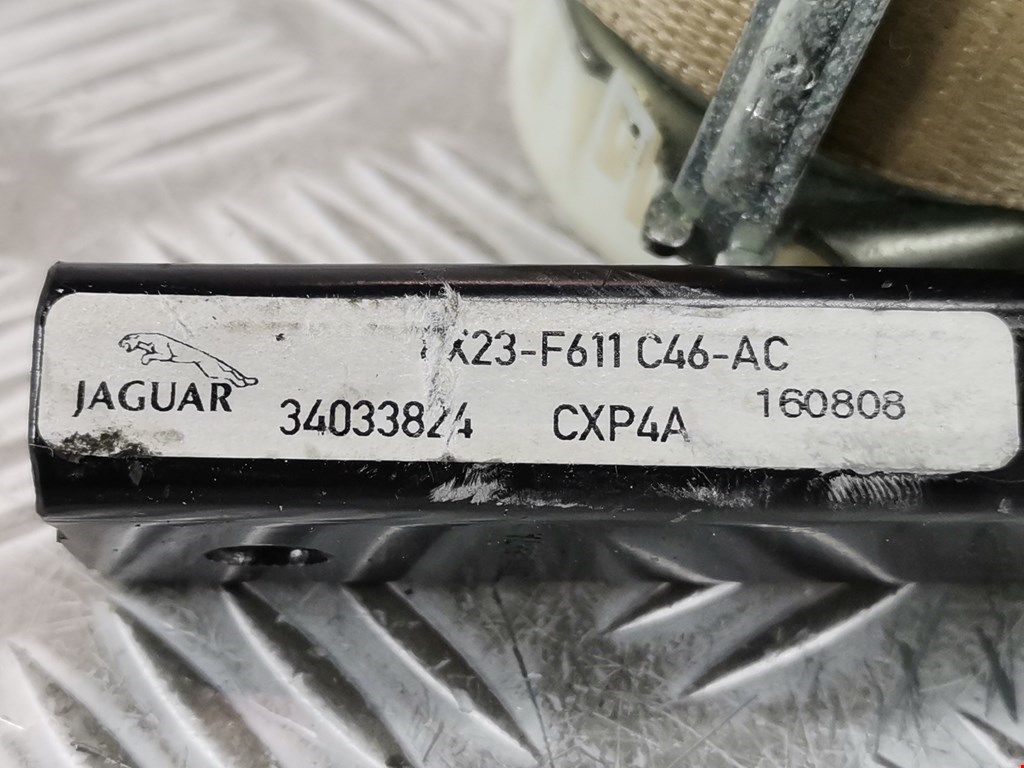 X23-F611 C46-AC
JAGUAR 34033824 CXP4A 160808